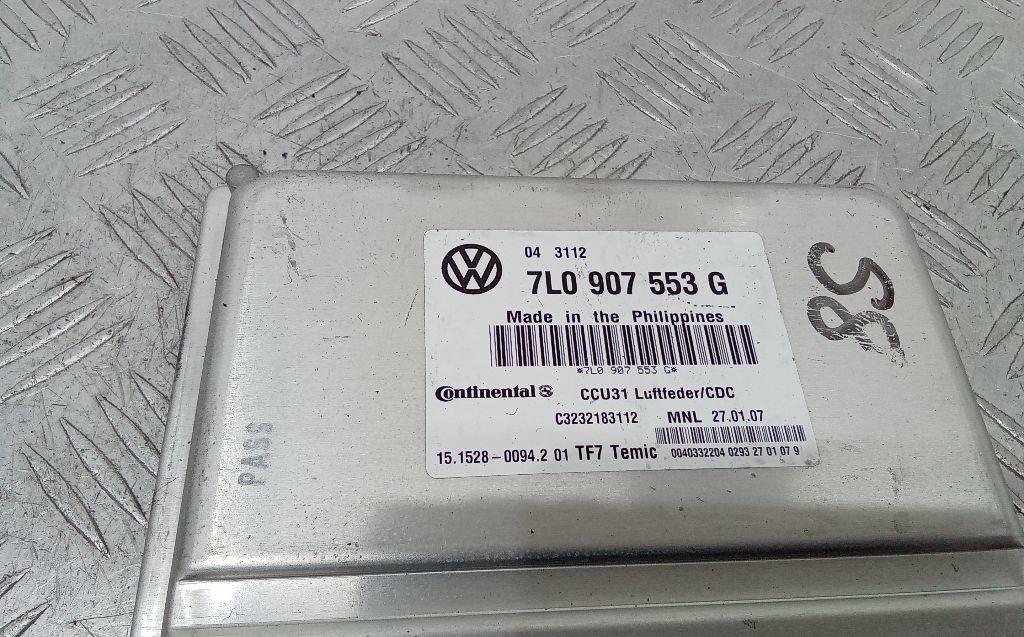 04 3112
7L0 907 553 G
Made in the Philippines
*7L0 907 553 G*
Continental CCU31 Luftfeder/CDC
C3232183112 MNL 27.01.07
15.1528-0094.2 01 TF7 Temic 0040332204 0293 27 01 07 9
PASS